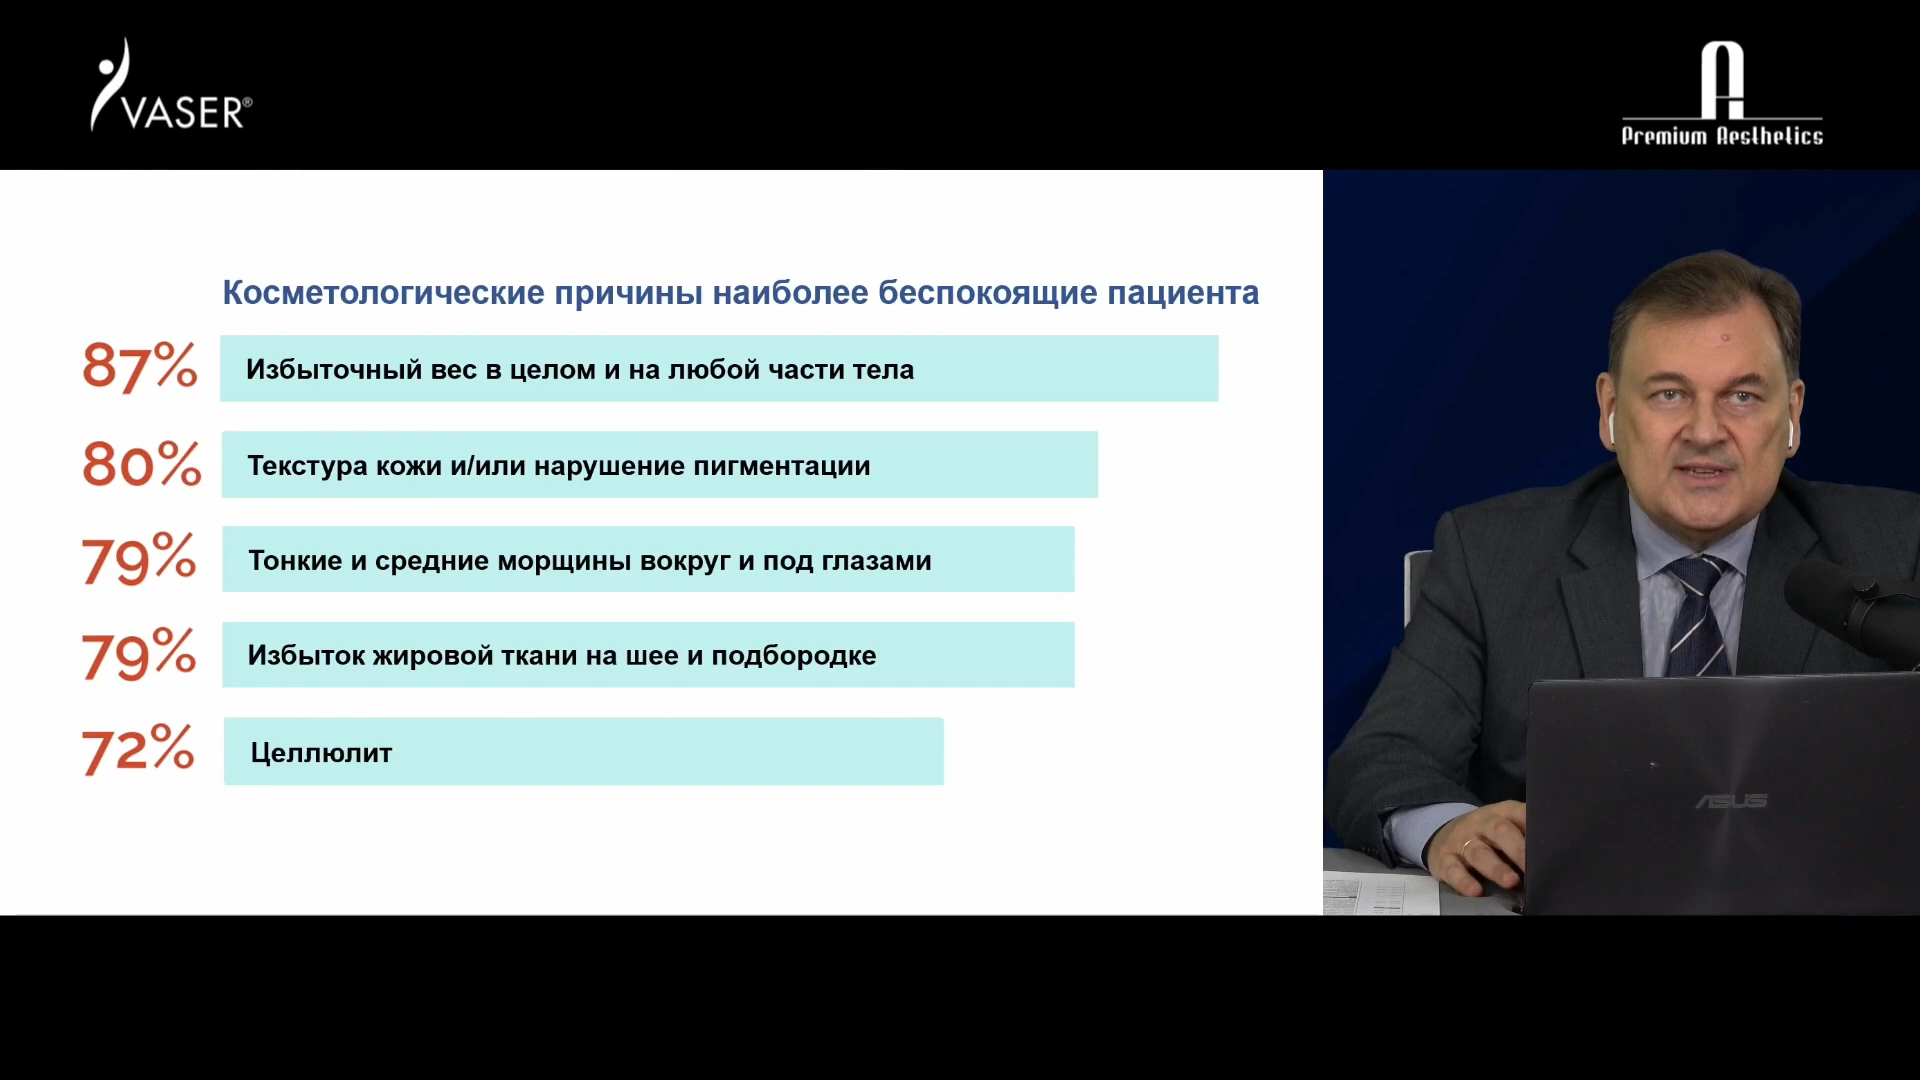 VASER®
Premium Aesthetics
Косметологические причины наиболее беспокоящие пациента
87% Избыточный вес в целом и на любой части тела
80% Текстура кожи и/или нарушение пигментации
79% Тонкие и средние морщины вокруг и под глазами
79% Избыток жировой ткани на шее и подбородке
72% Целлюлит
ASUS